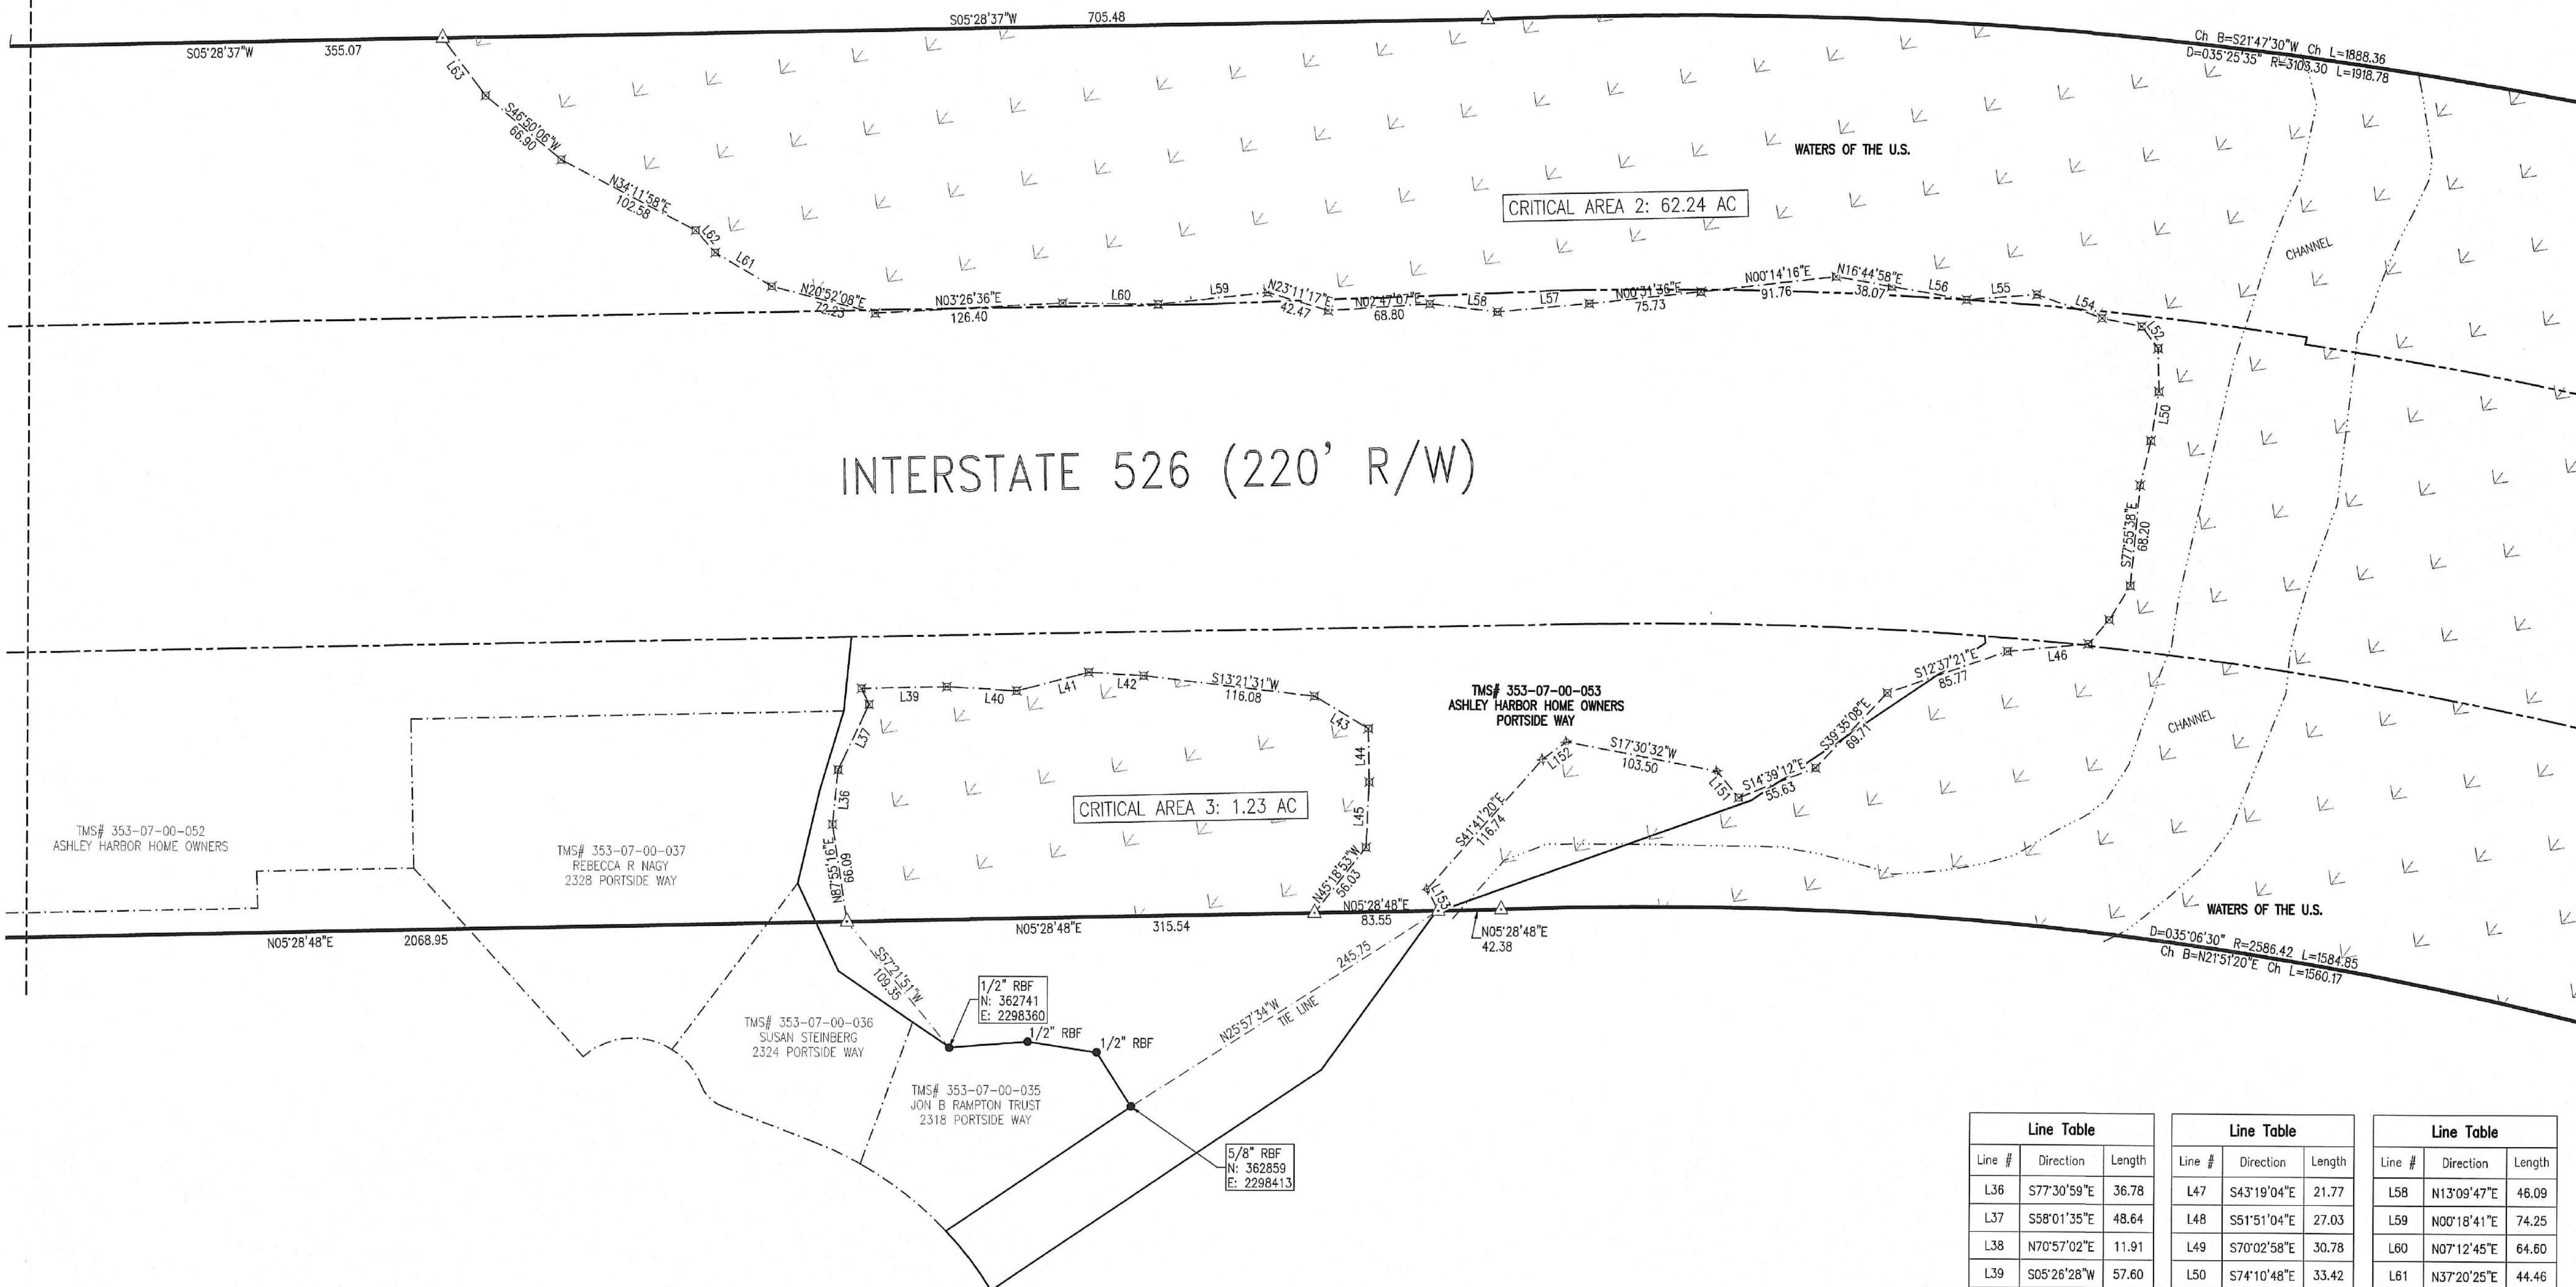 S05°28'37"W 705.48
S05°28'37"W 355.07
Ch B=S21°47'30"W Ch L=1888.36
D=035°25'35" R=3103.30 L=1918.78
L63
S46°50'06"W
66.90
WATERS OF THE U.S.
N34°11'58"E
102.58
CRITICAL AREA 2: 62.24 AC
L62
L61
CHANNEL
N20°52'08"E
72.23
N03°26'36"E
126.40
L60
L59
N23°11'17"E
42.47
N02°47'07"E
68.80
L58
L57
N00°31'36"E
75.73
N00°14'16"E
91.76
N16°44'58"E
38.07
L56
L55
L54
L52
L50
INTERSTATE 526 (220' R/W)
S77°55'38"E
68.20
L46
S12°37'21"E
85.77
L39
L40
L41
L42
S13°21'31"W
116.08
L43
TMS# 353-07-00-053
ASHLEY HARBOR HOME OWNERS
PORTSIDE WAY
CHANNEL
L37
L44
S39°35'08"E
69.71
L152
S17°30'32"W
103.50
L151
S14°39'12"E
55.63
L36
CRITICAL AREA 3: 1.23 AC
L45
S41°41'20"E
116.74
TMS# 353-07-00-052
ASHLEY HARBOR HOME OWNERS
TMS# 353-07-00-037
REBECCA R NAGY
2328 PORTSIDE WAY
N87°55'16"E
66.09
N45°18'53"W
56.03
L153
N05°28'48"E
83.55
WATERS OF THE U.S.
N05°28'48"E 2068.95
N05°28'48"E 315.54
N05°28'48"E
42.38
D=035°06'30" R=2586.42 L=1584.85
Ch B=N21°51'20"E Ch L=1560.17
S57°21'51"W
109.35
245.75
N25°57'34"W
TIE LINE
1/2" RBF
N: 362741
E: 2298360
1/2" RBF
1/2" RBF
TMS# 353-07-00-036
SUSAN STEINBERG
2324 PORTSIDE WAY
TMS# 353-07-00-035
JON B RAMPTON TRUST
2318 PORTSIDE WAY
5/8" RBF
N: 362859
E: 2298413
Line Table
Line # Direction Length
L36 S77°30'59"E 36.78
L37 S58°01'35"E 48.64
L38 N70°57'02"E 11.91
L39 S05°26'28"W 57.60
Line Table
Line # Direction Length
L47 S43°19'04"E 21.77
L48 S51°51'04"E 27.03
L49 S70°02'58"E 30.78
L50 S74°10'48"E 33.42
Line Table
Line # Direction Length
L58 N13°09'47"E 46.09
L59 N00°18'41"E 74.25
L60 N07°12'45"E 64.60
L61 N37°20'25"E 44.46